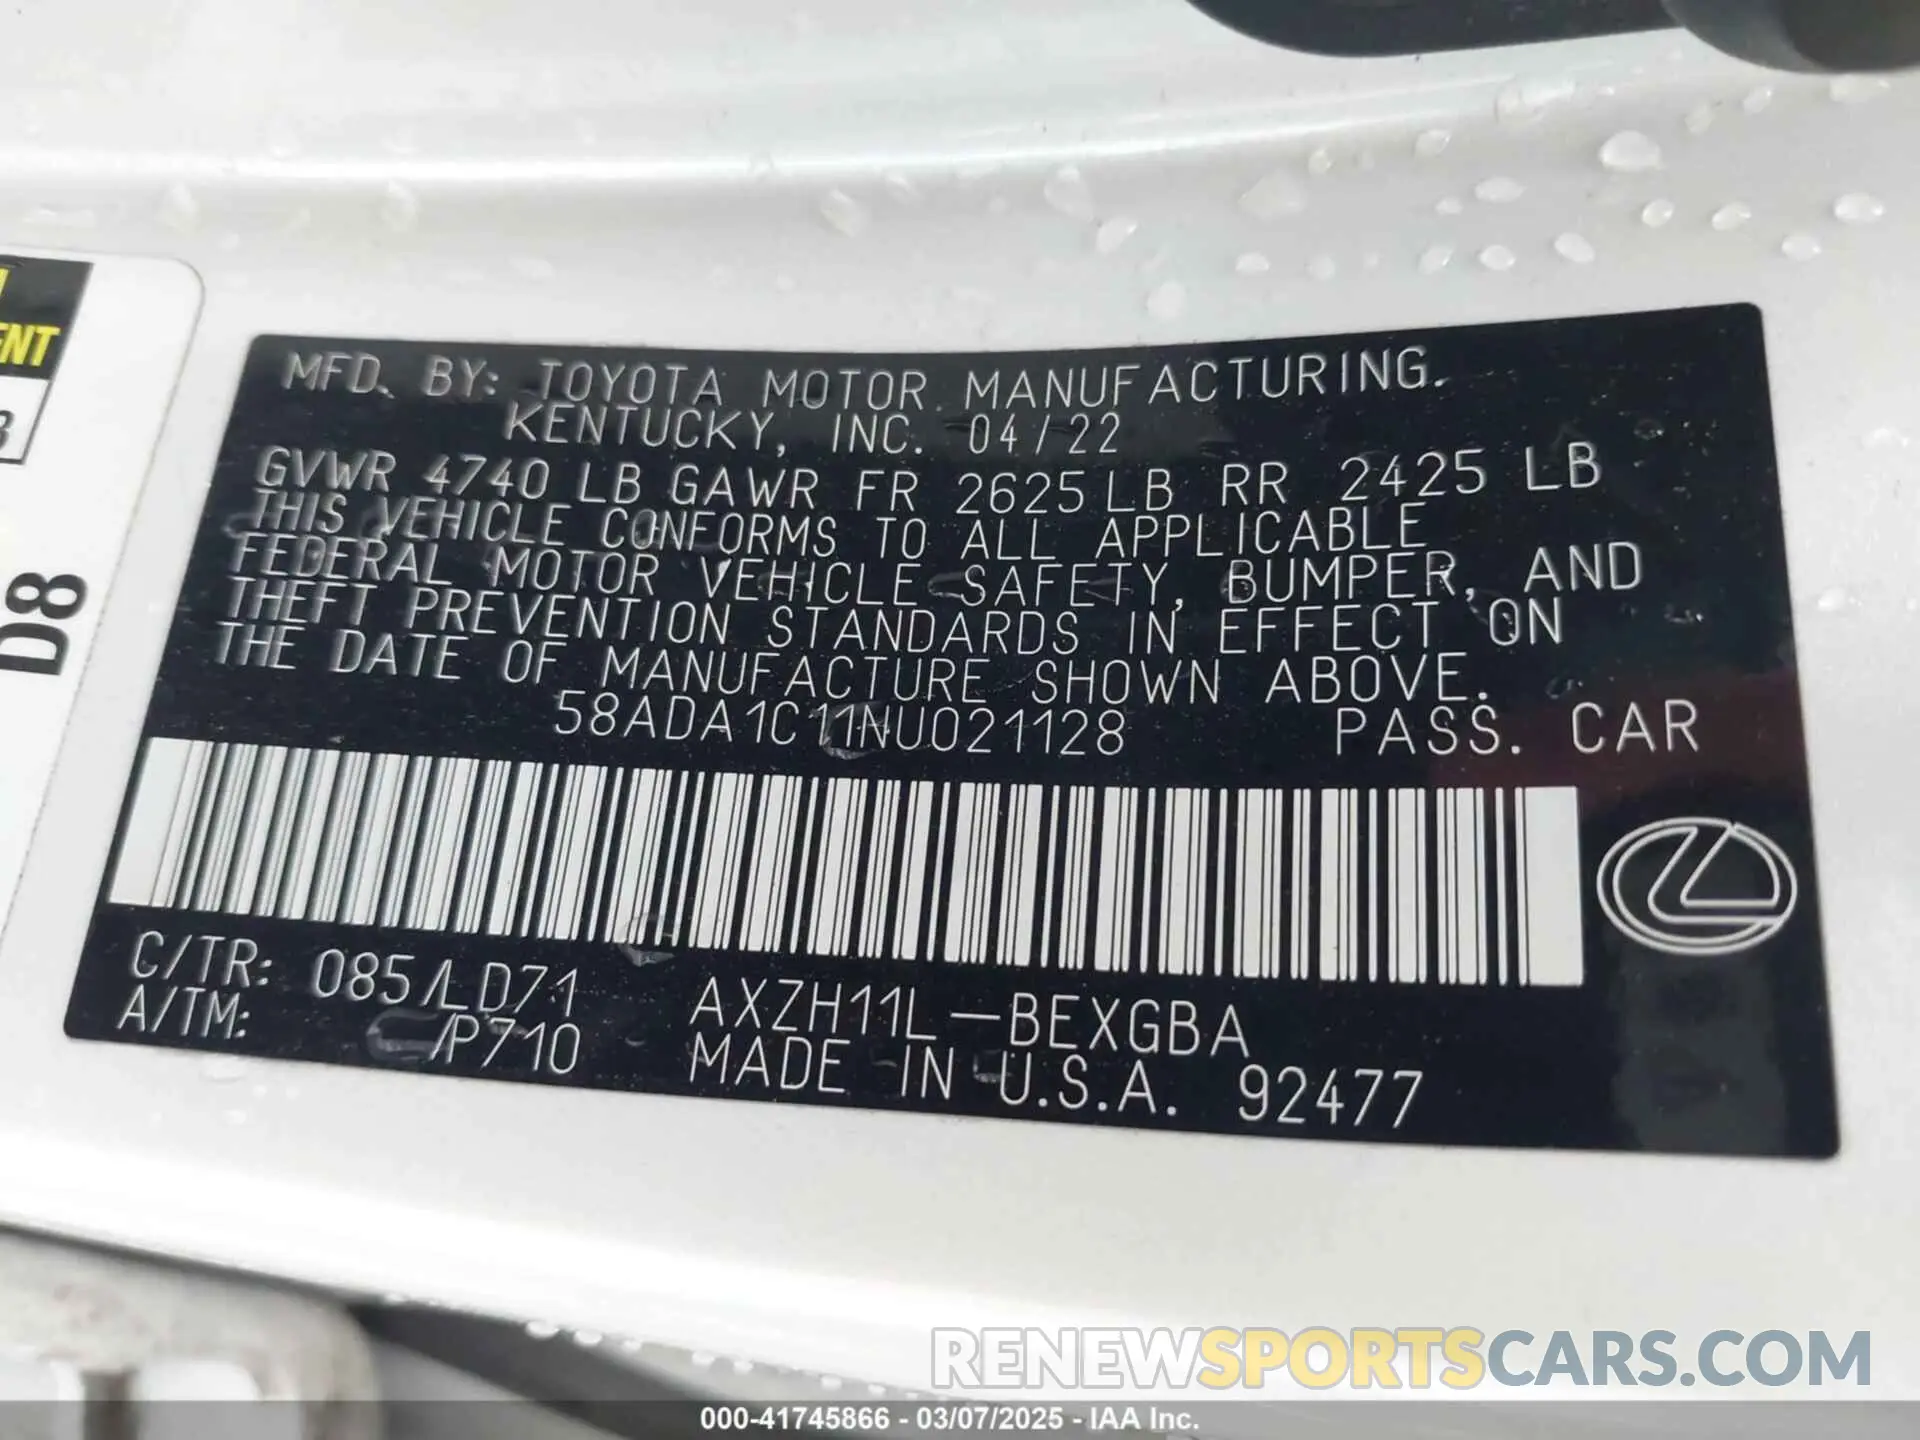 ENT
3
D8
MFD. BY: TOYOTA MOTOR MANUFACTURING.
KENTUCKY, INC. 04/22
GVWR 4740 LB GAWR FR 2625 LB RR 2425 LB
THIS VEHICLE CONFORMS TO ALL APPLICABLE
FEDERAL MOTOR VEHICLE SAFETY, BUMPER, AND
THEFT PREVENTION STANDARDS IN EFFECT ON
THE DATE OF MANUFACTURE SHOWN ABOVE.
58ADA1C11NU021128 PASS. CAR
C/TR: 085/LD71 AXZH11L-BEXGBA
A/TM: /P710 MADE IN U.S.A. 92477
RENEWSPORTSCARS.COM
000-41745866 - 03/07/2025 - IAA Inc.